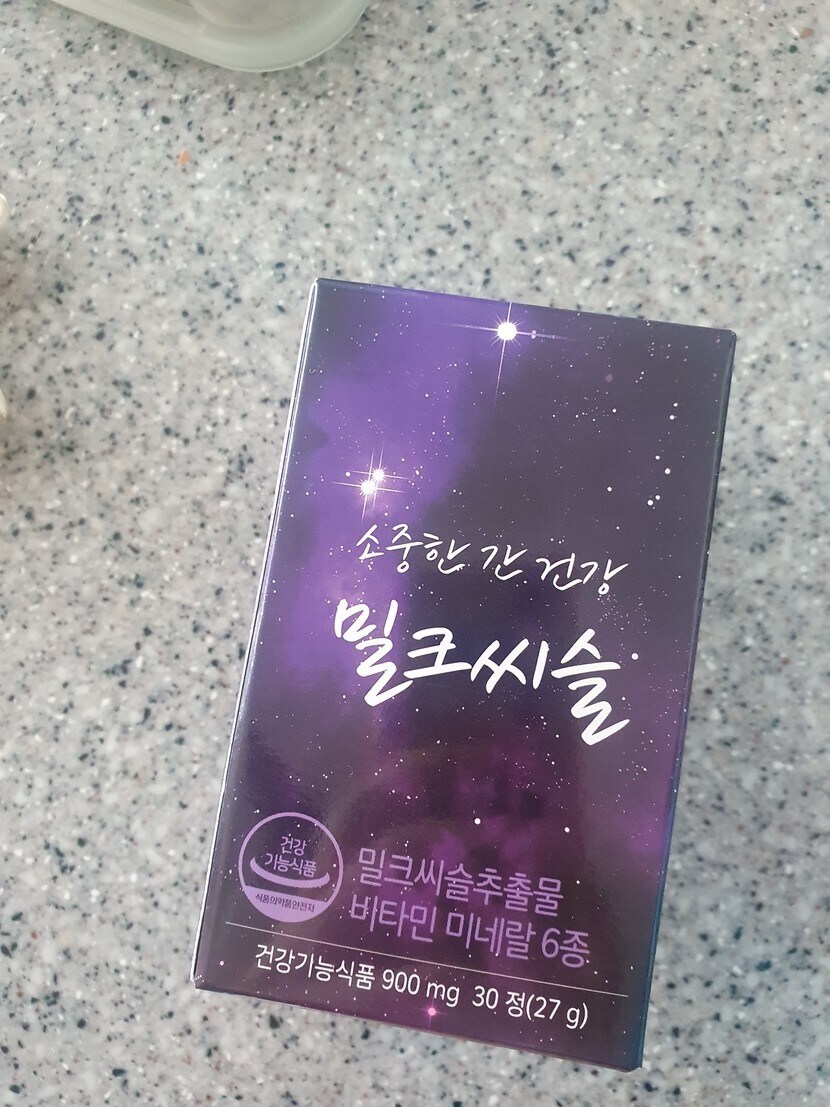 소중한 간 건강
밀크씨슬
건강
기능식품
식품의약품안전처
밀크씨슬추출물
비타민 미네랄 6종
건강기능식품 900 mg 30 정(27 g)